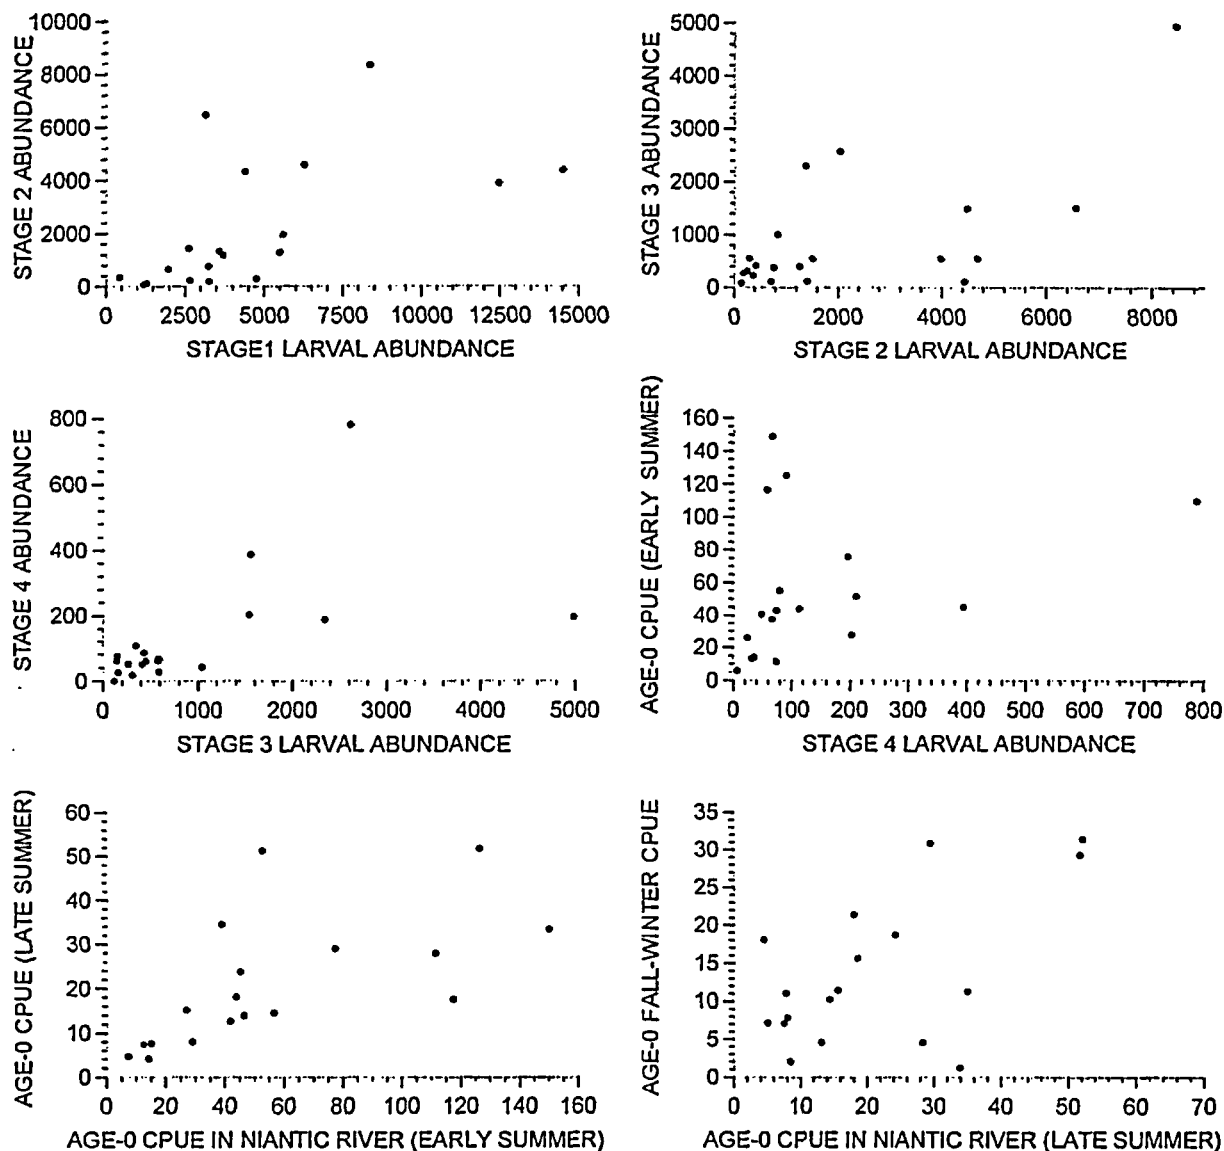 STAGE 2 ABUNDANCE
10000
8000
6000
4000
2000
0
0 2500 5000 7500 10000 12500 15000
STAGE1 LARVAL ABUNDANCE
STAGE 3 ABUNDANCE
5000
4000
3000
2000
1000
0
0 2000 4000 6000 8000
STAGE 2 LARVAL ABUNDANCE
STAGE 4 ABUNDANCE
800
600
400
200
0
0 1000 2000 3000 4000 5000
STAGE 3 LARVAL ABUNDANCE
AGE-0 CPUE (EARLY SUMMER)
160
140
120
100
80
60
40
20
0
0 100 200 300 400 500 600 700 800
STAGE 4 LARVAL ABUNDANCE
AGE-0 CPUE (LATE SUMMER)
60
50
40
30
20
10
0
0 20 40 60 80 100 120 140 160
AGE-0 CPUE IN NIANTIC RIVER (EARLY SUMMER)
AGE-0 FALL-WINTER CPUE
35
30
25
20
15
10
5
0
0 10 20 30 40 50 60 70
AGE-0 CPUE IN NIANTIC RIVER (LATE SUMMER)